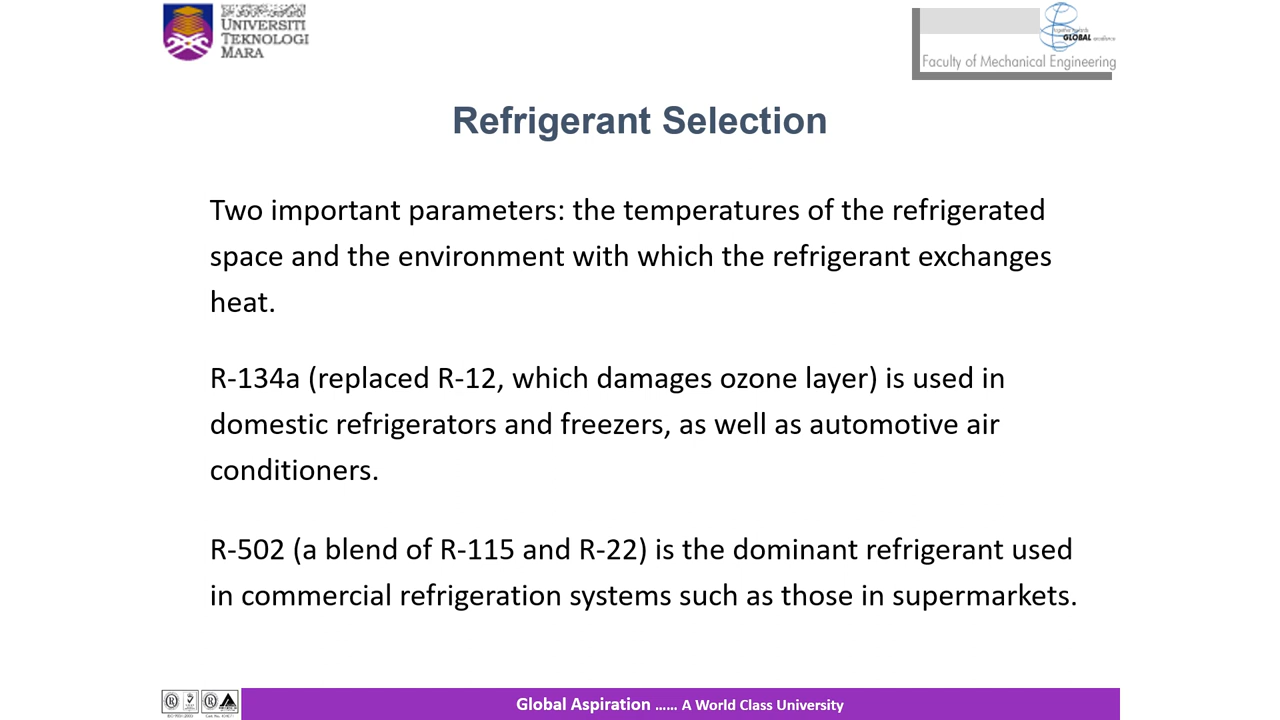 UNIVERSITI
TEKNOLOGI
MARA
GLOBAL
Faculty of Mechanical Engineering
Refrigerant Selection
Two important parameters: the temperatures of the refrigerated
space and the environment with which the refrigerant exchanges
heat.
R-134a (replaced R-12, which damages ozone layer) is used in
domestic refrigerators and freezers, as well as automotive air
conditioners.
R-502 (a blend of R-115 and R-22) is the dominant refrigerant used
in commercial refrigeration systems such as those in supermarkets.
Global Aspiration ...... A World Class University